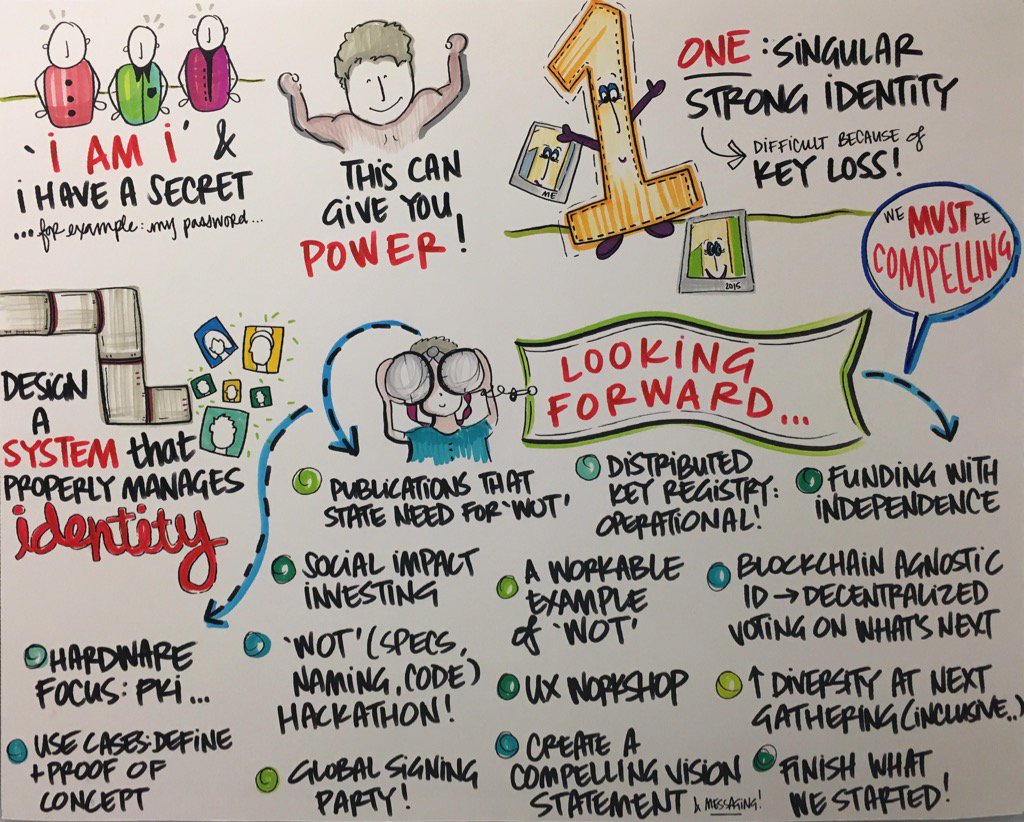 'i AM i' &
i HAVE A SECRET
...for example: my password...
THIS CAN
GIVE YOU
POWER!
ONE: SINGULAR
STRONG IDENTITY
DIFFICULT BECAUSE of
KEY LOSS!
ME
2015
WE MUST BE
COMPELLING
DESIGN
A
SYSTEM that
PROPERLY MANAGES
identity
LOOKING
FORWARD...
HARDWARE
FOCUS: PKI...
USE CASES: DEFINE
+ PROOF OF
CONCEPT
PUBLICATIONS THAT
STATE NEED FOR 'WOT'
SOCIAL IMPACT
INVESTING
'WOT' (SPECS,
NAMING, CODE)
HACKATHON!
GLOBAL SIGNING
PARTY!
DISTRIBUTED
KEY REGISTRY:
OPERATIONAL!
A WORKABLE
EXAMPLE
of 'WOT'
UX WORKSHOP
CREATE A
COMPELLING VISION
STATEMENT & MESSAGING!
FUNDING WITH
INDEPENDENCE
BLOCKCHAIN AGNOSTIC
ID → DECENTRALIZED
VOTING ON WHAT'S NEXT
↑ DIVERSITY AT NEXT
GATHERING (INCLUSIVE..)
FINISH WHAT
WE STARTED!